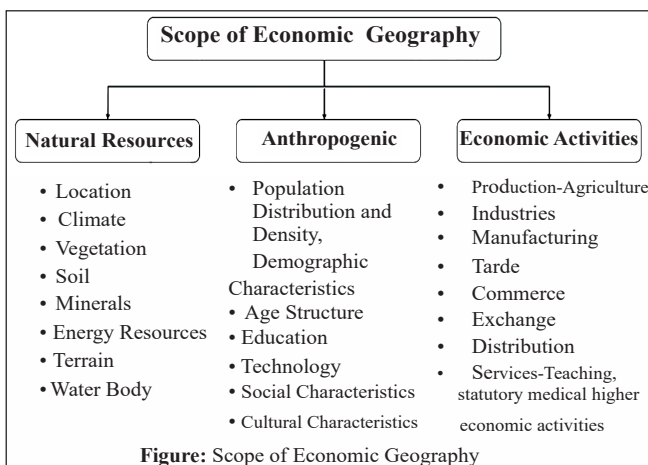 Scope of Economic Geography
Natural Resources
• Location
• Climate
• Vegetation
• Soil
• Minerals
• Energy Resources
• Terrain
• Water Body
Anthropogenic
• Population
Distribution and
Density,
Demographic
Characteristics
• Age Structure
• Education
• Technology
• Social Characteristics
• Cultural Characteristics
Economic Activities
• Production-Agriculture
• Industries
• Manufacturing
• Tarde
• Commerce
• Exchange
• Distribution
• Services-Teaching,
statutory medical higher
economic activities
Figure: Scope of Economic Geography